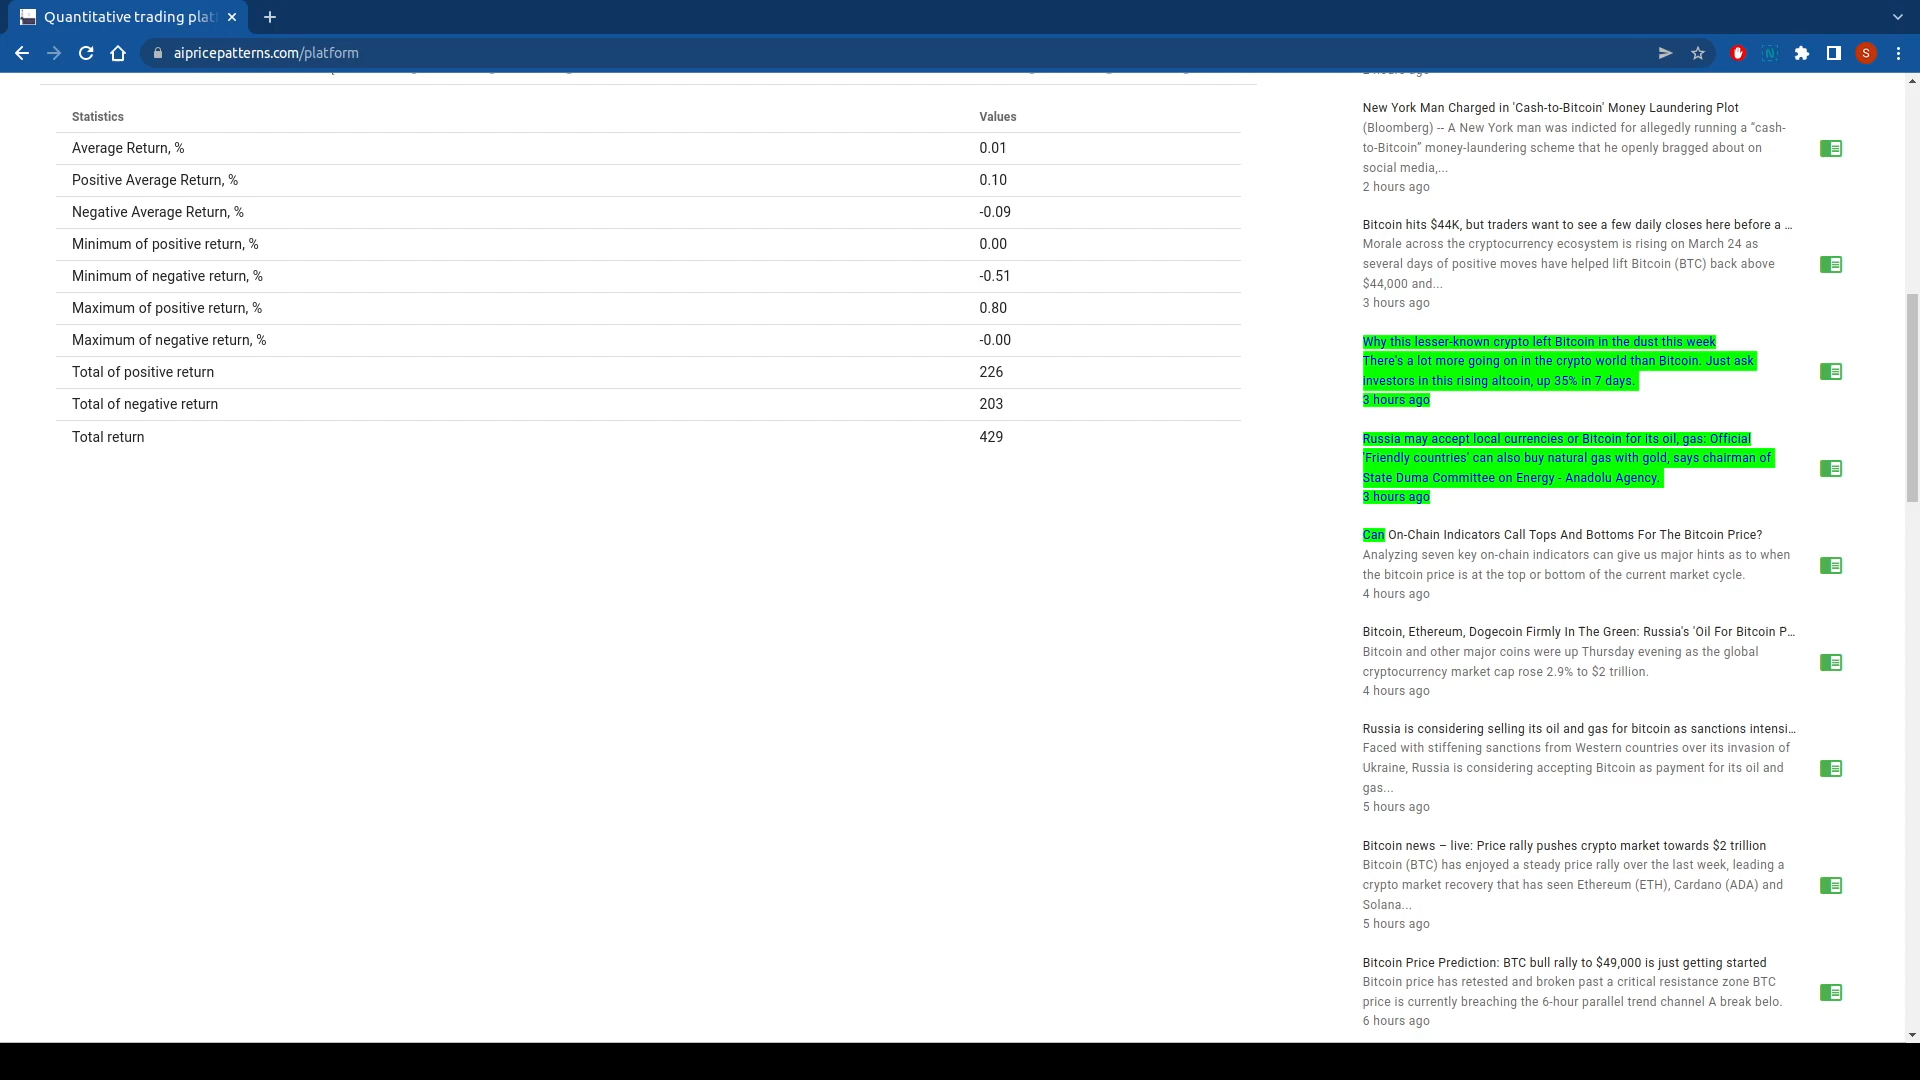 Quantitative trading plat
aipricepatterns.com/platform
S
Statistics Values
Average Return, % 0.01
Positive Average Return, % 0.10
Negative Average Return, % -0.09
Minimum of positive return, % 0.00
Minimum of negative return, % -0.51
Maximum of positive return, % 0.80
Maximum of negative return, % -0.00
Total of positive return 226
Total of negative return 203
Total return 429
New York Man Charged in 'Cash-to-Bitcoin' Money Laundering Plot
(Bloomberg) -- A New York man was indicted for allegedly running a “cash-
to-Bitcoin” money-laundering scheme that he openly bragged about on
social media,...
2 hours ago
Bitcoin hits $44K, but traders want to see a few daily closes here before a ...
Morale across the cryptocurrency ecosystem is rising on March 24 as
several days of positive moves have helped lift Bitcoin (BTC) back above
$44,000 and...
3 hours ago
Why this lesser-known crypto left Bitcoin in the dust this week
There's a lot more going on in the crypto world than Bitcoin. Just ask
investors in this rising altcoin, up 35% in 7 days.
3 hours ago
Russia may accept local currencies or Bitcoin for its oil, gas: Official
'Friendly countries' can also buy natural gas with gold, says chairman of
State Duma Committee on Energy - Anadolu Agency.
3 hours ago
Can On-Chain Indicators Call Tops And Bottoms For The Bitcoin Price?
Analyzing seven key on-chain indicators can give us major hints as to when
the bitcoin price is at the top or bottom of the current market cycle.
4 hours ago
Bitcoin, Ethereum, Dogecoin Firmly In The Green: Russia's 'Oil For Bitcoin P...
Bitcoin and other major coins were up Thursday evening as the global
cryptocurrency market cap rose 2.9% to $2 trillion.
4 hours ago
Russia is considering selling its oil and gas for bitcoin as sanctions intensi...
Faced with stiffening sanctions from Western countries over its invasion of
Ukraine, Russia is considering accepting Bitcoin as payment for its oil and
gas...
5 hours ago
Bitcoin news – live: Price rally pushes crypto market towards $2 trillion
Bitcoin (BTC) has enjoyed a steady price rally over the last week, leading a
crypto market recovery that has seen Ethereum (ETH), Cardano (ADA) and
Solana...
5 hours ago
Bitcoin Price Prediction: BTC bull rally to $49,000 is just getting started
Bitcoin price has retested and broken past a critical resistance zone BTC
price is currently breaching the 6-hour parallel trend channel A break belo.
6 hours ago